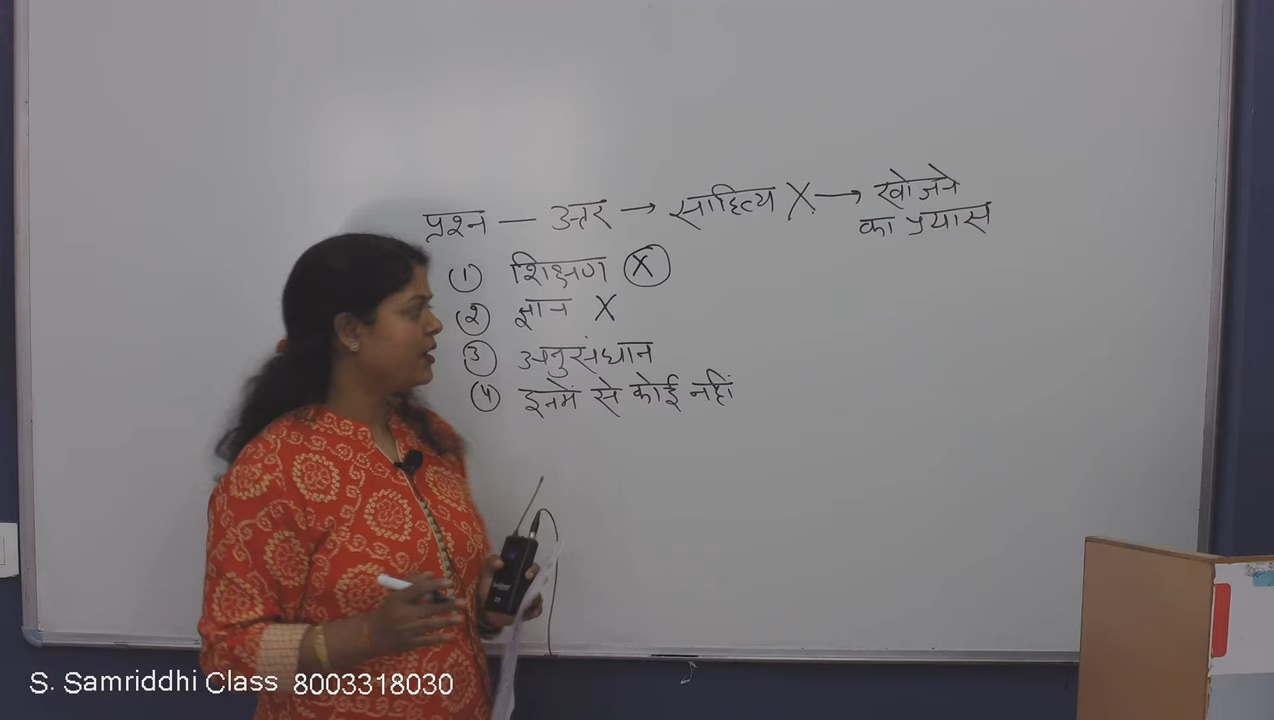 प्रश्न — उत्तर → साहित्य X → खोजने
का प्रयास
(1) शिक्षण (X)
(2) ज्ञान X
(3) अनुसंधान
(4) इनमें से कोई नहीं
S. Samriddhi Class 8003318030